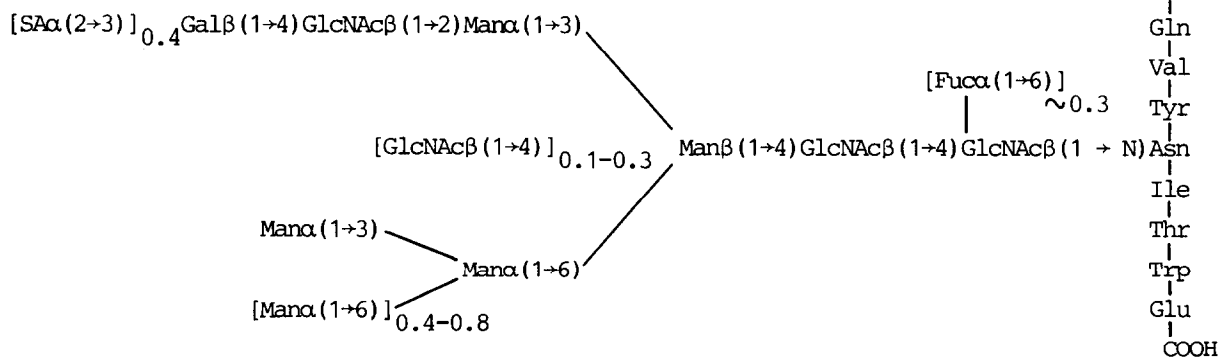 [SAα(2→3)]0.4Galβ(1→4)GlcNAcβ(1→2)Manα(1→3)
Gln
Val
[Fucα(1→6)]~0.3
Tyr
[GlcNAcβ(1→4)]0.1-0.3 Manβ(1→4)GlcNAcβ(1→4)GlcNAcβ(1 → N)Asn
Ile
Manα(1→3)
Thr
Manα(1→6)
Trp
[Manα(1→6)]0.4-0.8
Glu
COOH